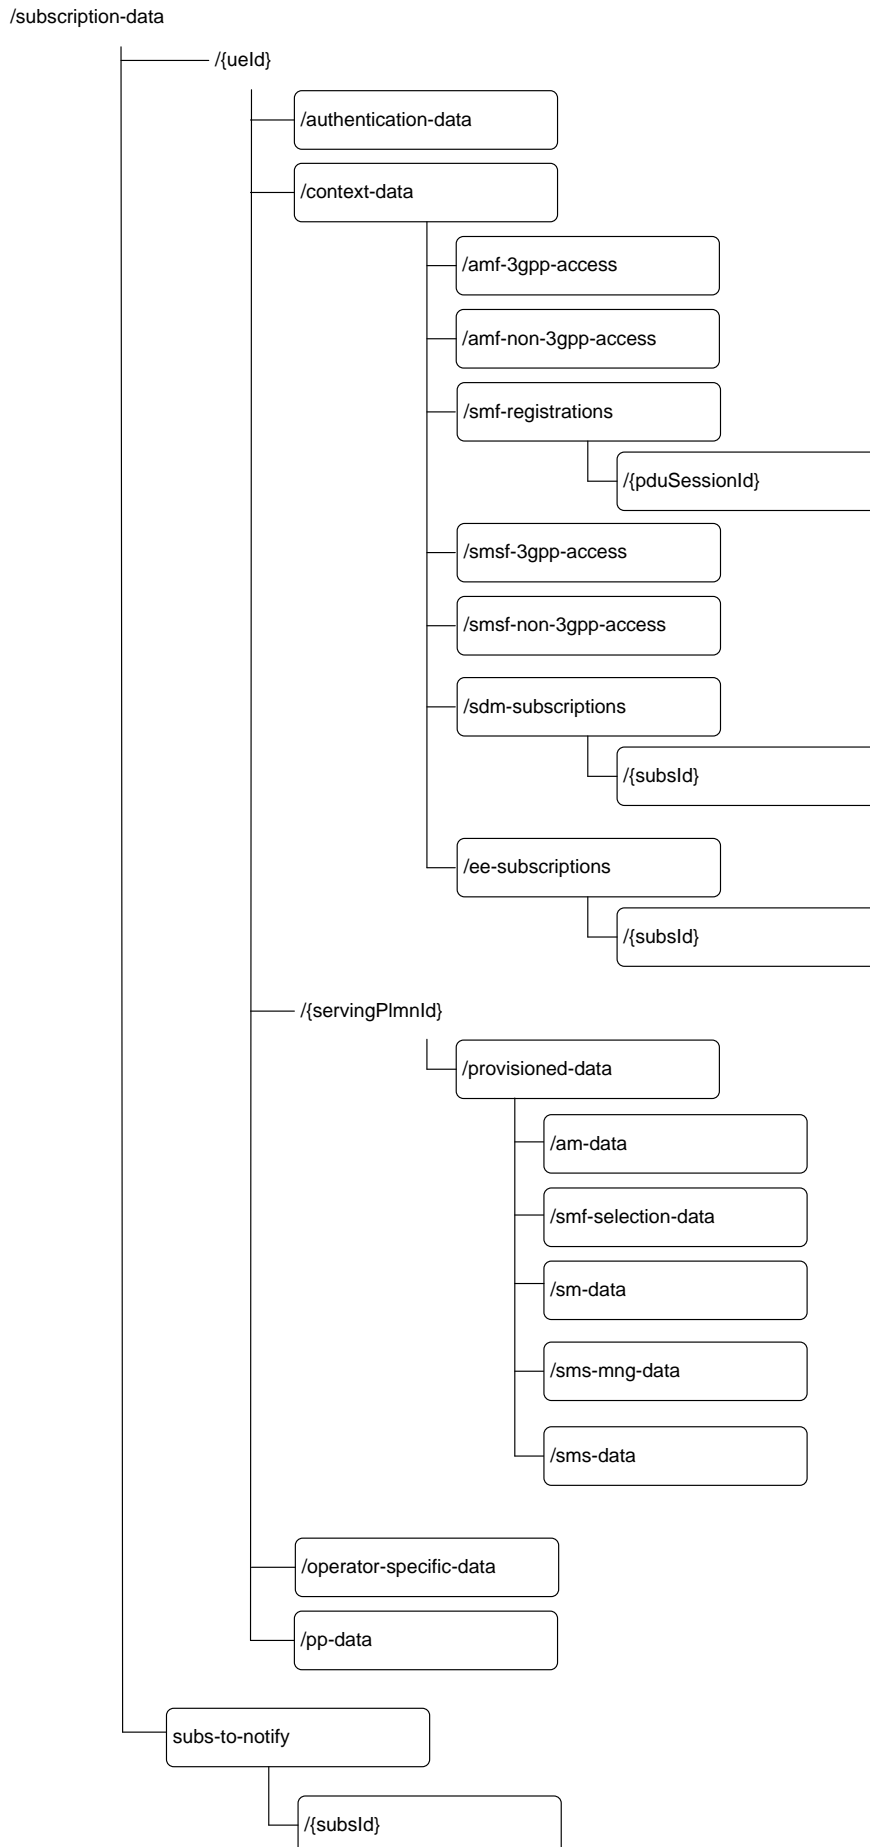 /subscription-data
/{ueId}
/authentication-data
/context-data
/amf-3gpp-access
/amf-non-3gpp-access
/smf-registrations
/{pduSessionId}
/smsf-3gpp-access
/smsf-non-3gpp-access
/sdm-subscriptions
/{subsId}
/ee-subscriptions
/{subsId}
/{servingPlmnId}
/provisioned-data
/am-data
/smf-selection-data
/sm-data
/sms-mng-data
/sms-data
/operator-specific-data
/pp-data
subs-to-notify
/{subsId}